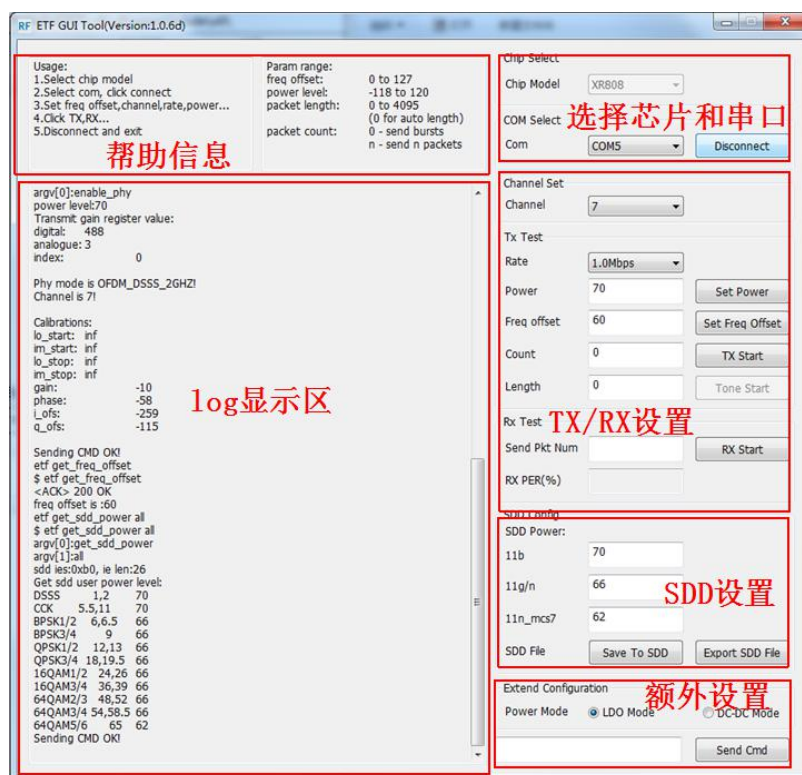 RF ETF GUI Tool(Version:1.0.6d)
Usage:
1.Select chip model
2.Select com, click connect
3.Set freq offset,channel,rate,power...
4.Click TX,RX...
5.Disconnect and exit
Param range:
freq offset: 0 to 127
power level: -118 to 120
packet length: 0 to 4095
(0 for auto length)
packet count: 0 - send bursts
n - send n packets
帮助信息
Chip Select
Chip Model XR808
COM Select
选择芯片和串口
Com COM5 Disconnect
argv[0]:enable_phy
power level:70
Transmit gain register value:
digital: 488
analogue: 3
index: 0
Phy mode is OFDM_DSSS_2GHZ!
Channel is 7!
Calibrations:
lo_start: inf
im_start: inf
lo_stop: inf
im_stop: inf
gain: -10
phase: -58
i_ofs: -259
q_ofs: -115
Sending CMD OK!
etf get_freq_offset
$ etf get_freq_offset
<ACK> 200 OK
freq offset is :60
etf get_sdd_power all
$ etf get_sdd_power all
argv[0]:get_sdd_power
argv[1]:all
sdd ies:0xb0, ie len:26
Get sdd user power level:
DSSS 1,2 70
CCK 5.5,11 70
BPSK1/2 6,6.5 66
BPSK3/4 9 66
QPSK1/2 12,13 66
QPSK3/4 18,19.5 66
16QAM1/2 24,26 66
16QAM3/4 36,39 66
64QAM2/3 48,52 66
64QAM3/4 54,58.5 66
64QAM5/6 65 62
Sending CMD OK!
log显示区
Channel Set
Channel 7
Tx Test
Rate 1.0Mbps
Power 70 Set Power
Freq offset 60 Set Freq Offset
Count 0 TX Start
Length 0 Tone Start
Rx Test
TX/RX设置
Send Pkt Num RX Start
RX PER(%)
SDD Config
SDD Power:
11b 70
11g/n 66
SDD设置
11n_mcs7 62
SDD File Save To SDD Export SDD File
Extend Configuration
额外设置
Power Mode LDO Mode DC-DC Mode
Send Cmd